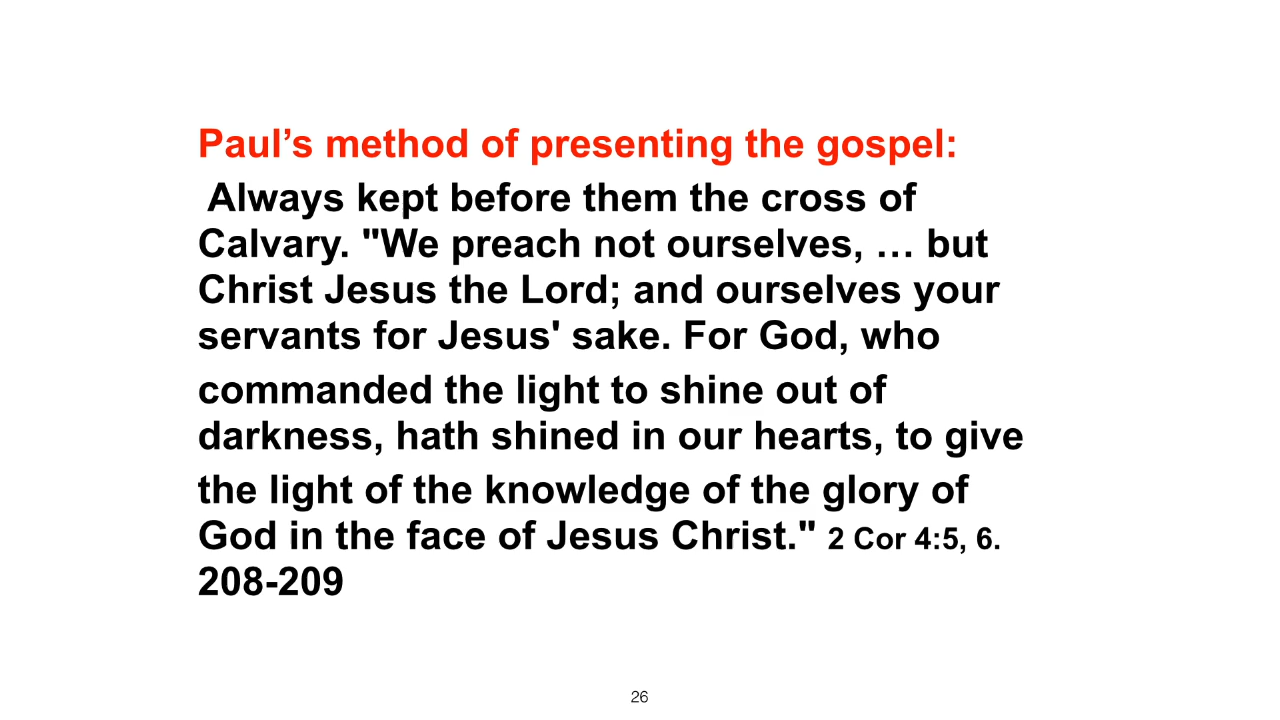 Paul’s method of presenting the gospel:
Always kept before them the cross of
Calvary. "We preach not ourselves, … but
Christ Jesus the Lord; and ourselves your
servants for Jesus' sake. For God, who
commanded the light to shine out of
darkness, hath shined in our hearts, to give
the light of the knowledge of the glory of
God in the face of Jesus Christ." 2 Cor 4:5, 6.
208-209
26